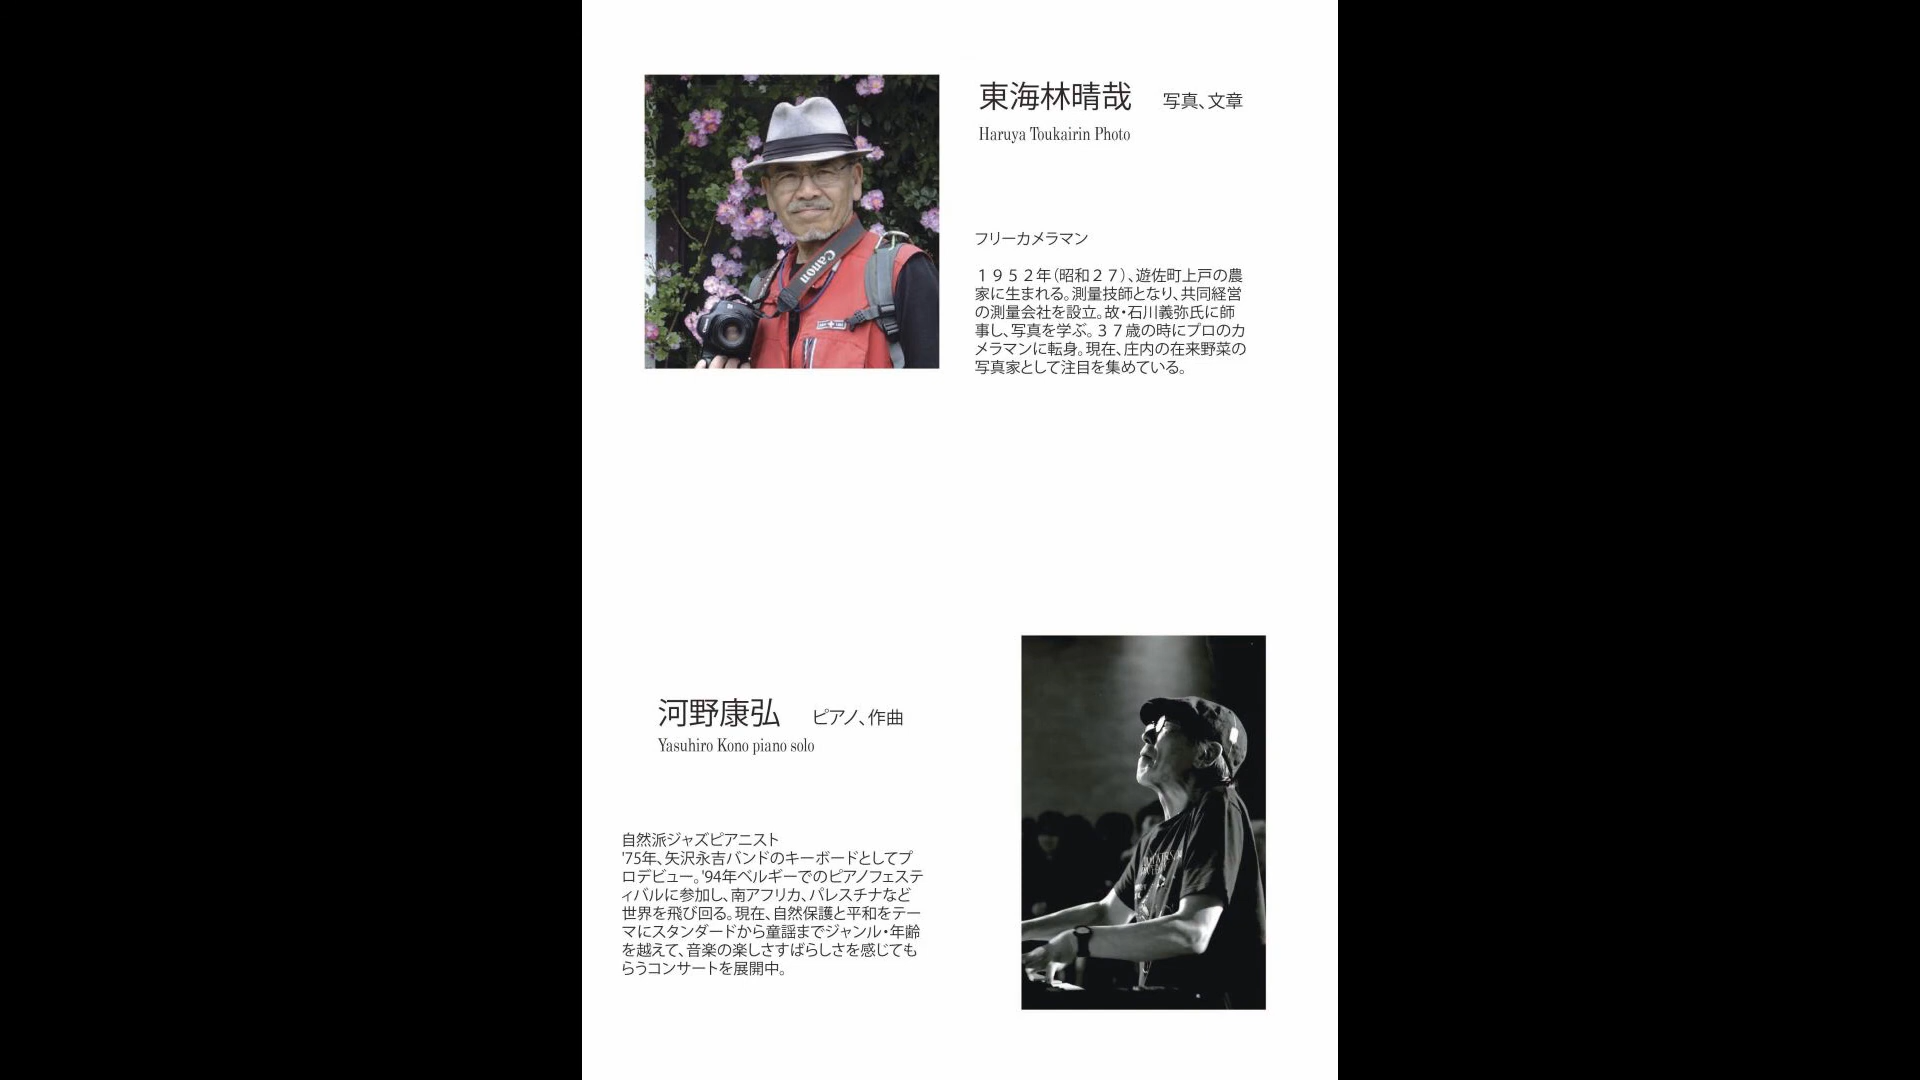 東海林晴哉　写真、文章
Haruya Toukairin Photo
フリーカメラマン
１９５２年（昭和２７）、遊佐町上戸の農
家に生まれる。測量技師となり、共同経営
の測量会社を設立。故・石川義弥氏に師
事し、写真を学ぶ。３７歳の時にプロのカ
メラマンに転身。現在、庄内の在来野菜の
写真家として注目を集めている。
Canon
河野康弘　ピアノ、作曲
Yasuhiro Kono piano solo
自然派ジャズピアニスト
'75年、矢沢永吉バンドのキーボードとしてプ
ロデビュー。'94年ベルギーでのピアノフェステ
ィバルに参加し、南アフリカ、パレスチナなど
世界を飛び回る。現在、自然保護と平和をテー
マにスタンダードから童謡までジャンル・年齢
を越えて、音楽の楽しさすばらしさを感じても
らうコンサートを展開中。